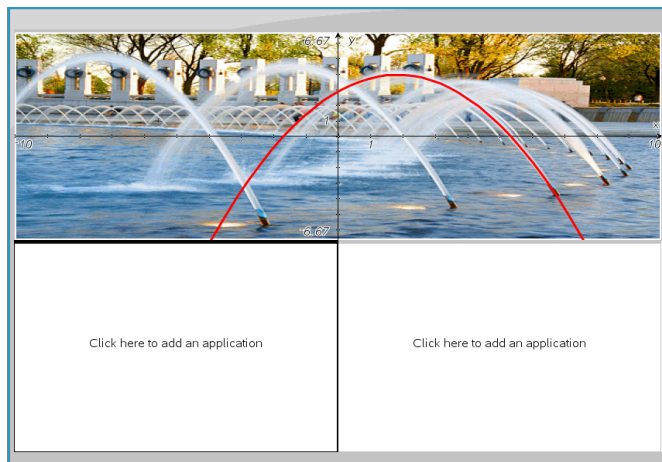 6.67 y
1
-10 1 x 10
-6.67
Click here to add an application Click here to add an application